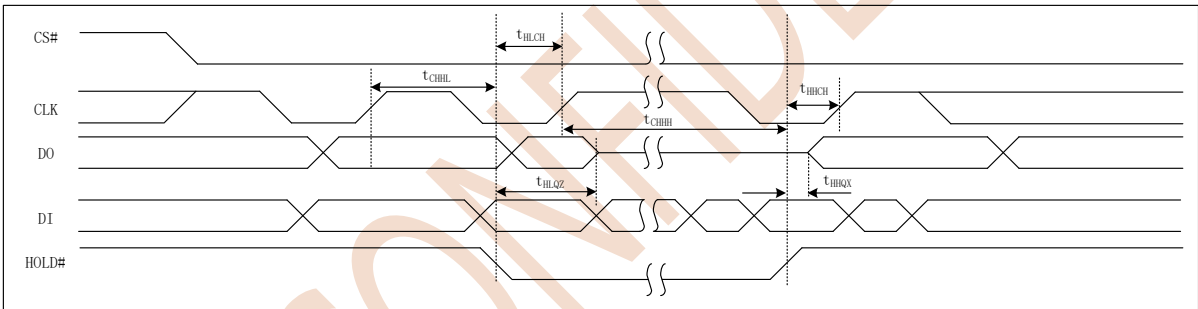 CS#
tHLCH
tCHHL
tHHCH
CLK
tCHHH
DO
tHLQZ
tHHQX
DI
HOLD#